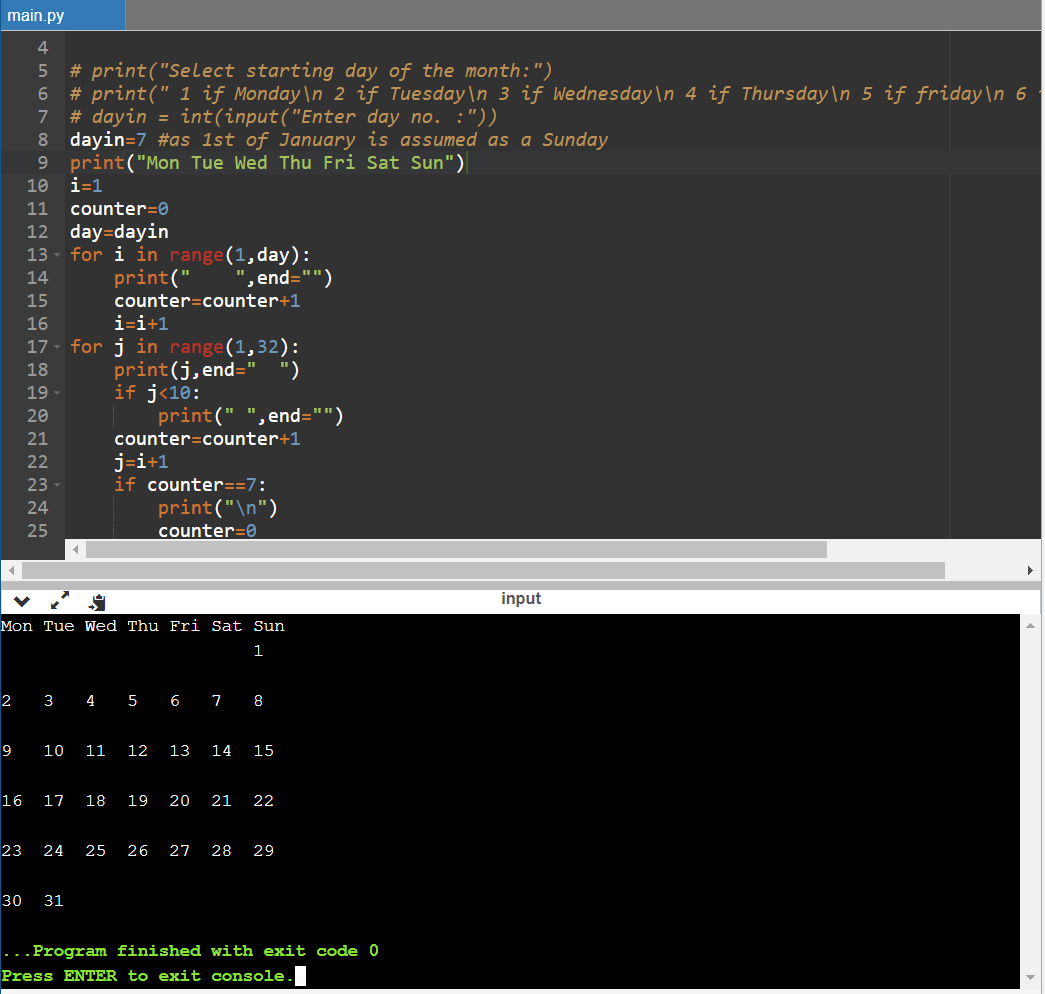 main.py
4
5 # print("Select starting day of the month:")
6 # print(" 1 if Monday\n 2 if Tuesday\n 3 if Wednesday\n 4 if Thursday\n 5 if friday\n 6
7 # dayin = int(input("Enter day no. :"))
8 dayin=7 #as 1st of January is assumed as a Sunday
9 print("Mon Tue Wed Thu Fri Sat Sun")
10 i=1
11 counter=0
12 day=dayin
13 for i in range(1,day):
14     print("    ",end="")
15     counter=counter+1
16     i=i+1
17 for j in range(1,32):
18     print(j,end="  ")
19     if j<10:
20         print(" ",end="")
21     counter=counter+1
22     j=i+1
23     if counter==7:
24         print("\n")
25         counter=0
input
Mon Tue Wed Thu Fri Sat Sun
                        1
2   3   4   5   6   7   8
9   10  11  12  13  14  15
16  17  18  19  20  21  22
23  24  25  26  27  28  29
30  31
...Program finished with exit code 0
Press ENTER to exit console.